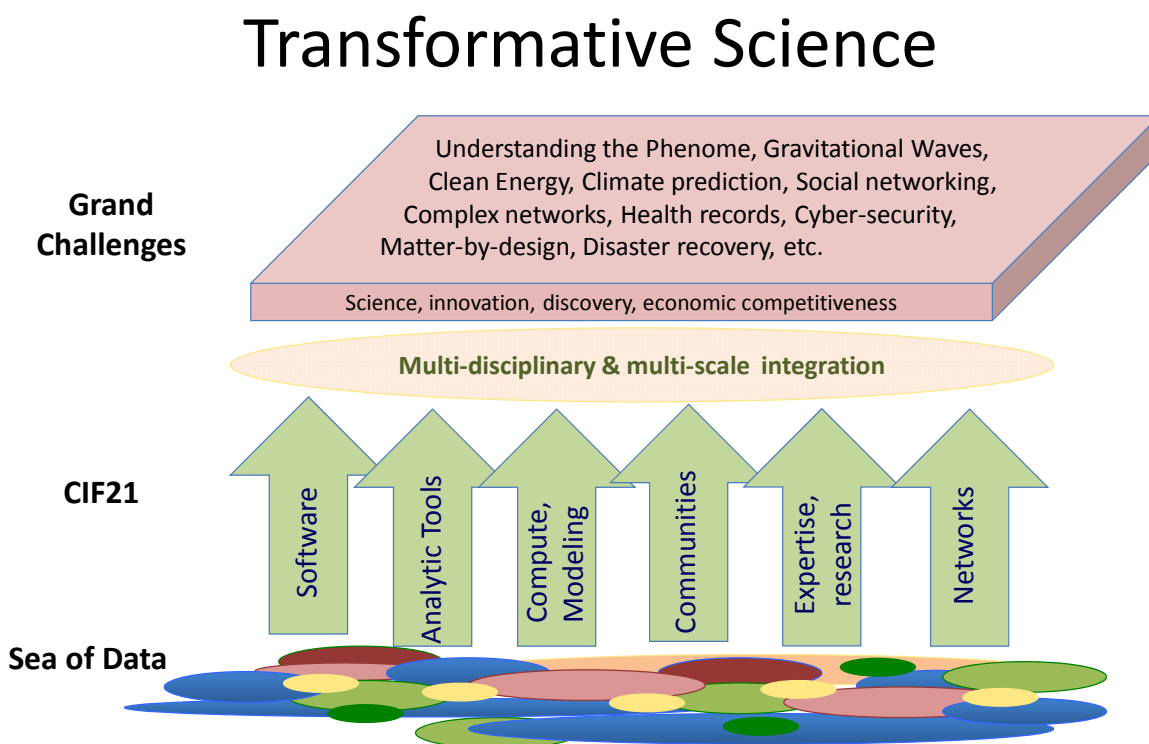 Transformative Science
Grand
Challenges
Understanding the Phenome, Gravitational Waves,
Clean Energy, Climate prediction, Social networking,
Complex networks, Health records, Cyber-security,
Matter-by-design, Disaster recovery, etc.
Science, innovation, discovery, economic competitiveness
Multi-disciplinary & multi-scale integration
CIF21
Software
Analytic Tools
Compute,
Modeling
Communities
Expertise,
research
Networks
Sea of Data